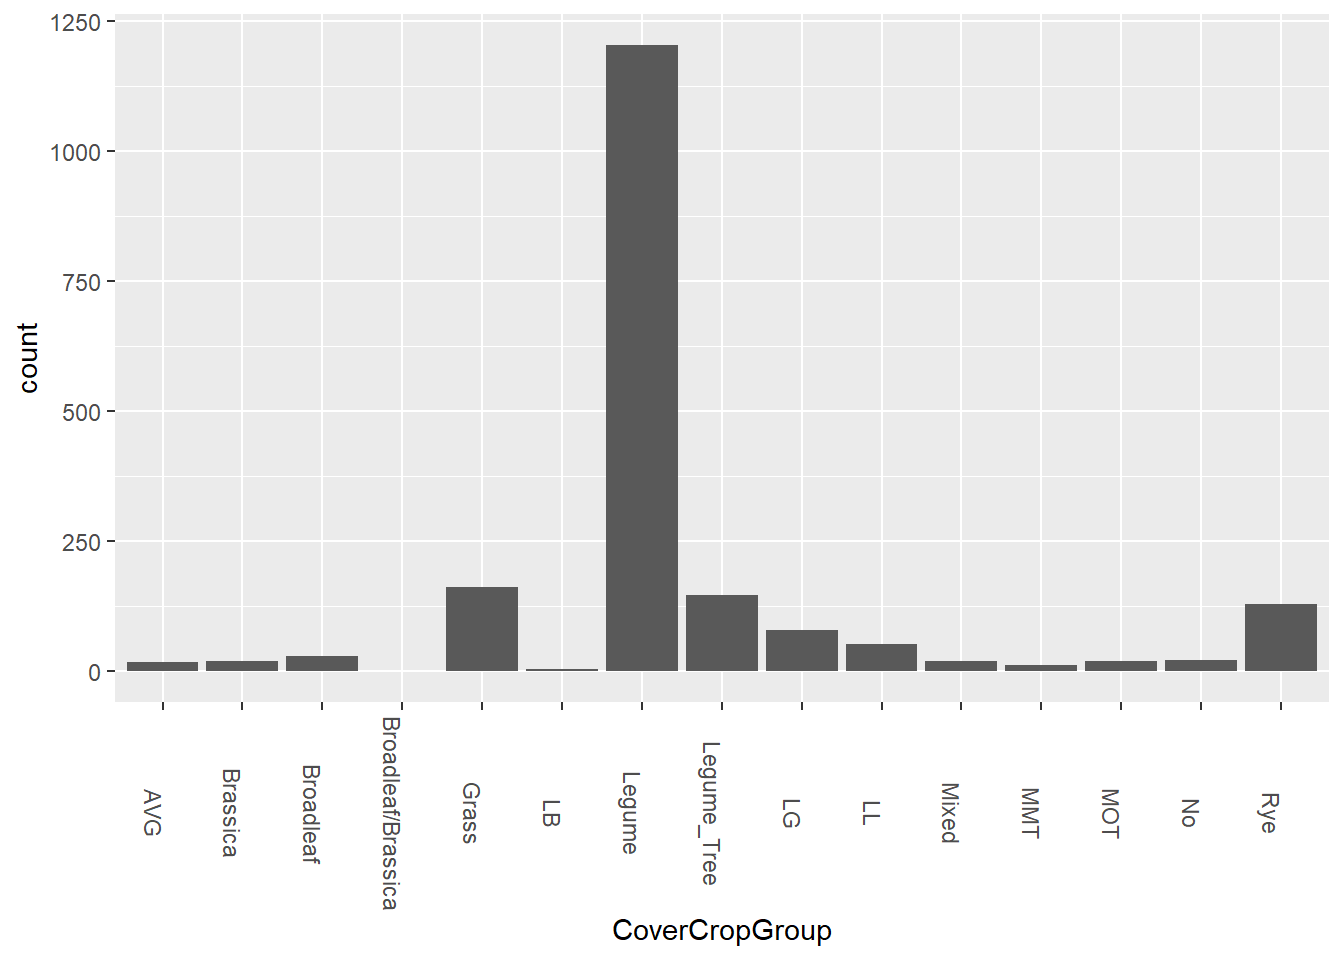 1250
1000
750
500
250
0
count
AVG
Brassica
Broadleaf
Broadleaf/Brassica
Grass
LB
Legume
Legume_Tree
LG
LL
Mixed
MMT
MOT
No
Rye
CoverCropGroup